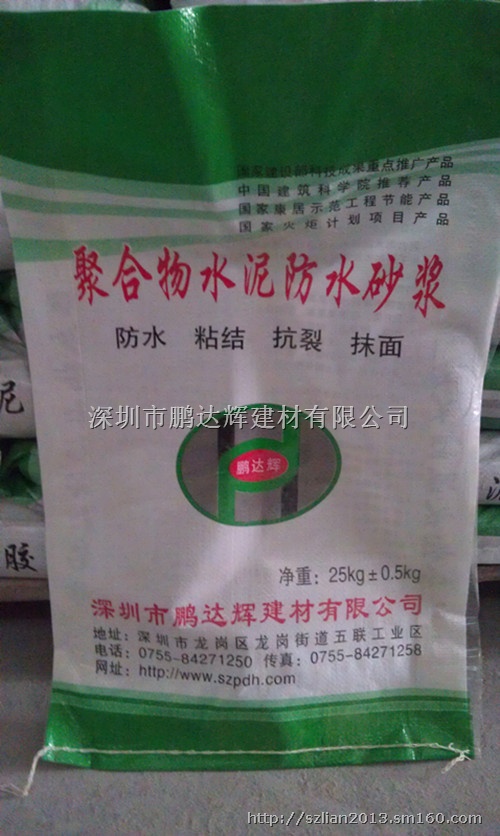 国家建设部科技成果重点推广产品
中国建筑科学院推荐产品
国家康居示范工程节能产品
国家火炬计划项目产品
聚合物水泥防水砂浆
防水 粘结 抗裂 抹面
深圳市鹏达辉建材有限公司
鹏达辉
净重：25kg±0.5kg
深圳市鹏达辉建材有限公司
地址：深圳市龙岗区龙岗街道五联工业区
电话：0755-84271250 传真：0755-84271258
网址：http://www.szpdh.com
尼
胶
http://szlian2013.sm160.com